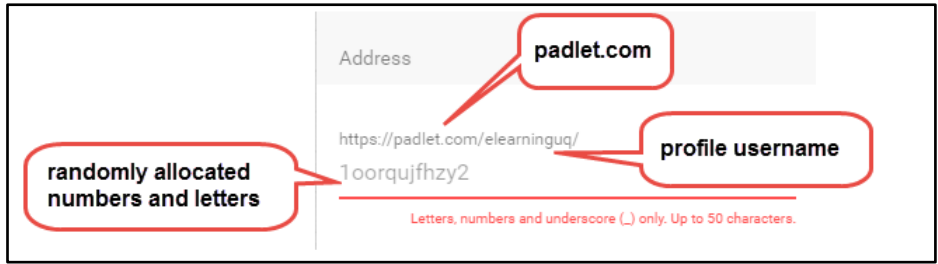 padlet.com
Address
https://padlet.com/elearninguq/
profile username
randomly allocated
numbers and letters
1oorqujfhzy2
Letters, numbers and underscore (_) only. Up to 50 characters.